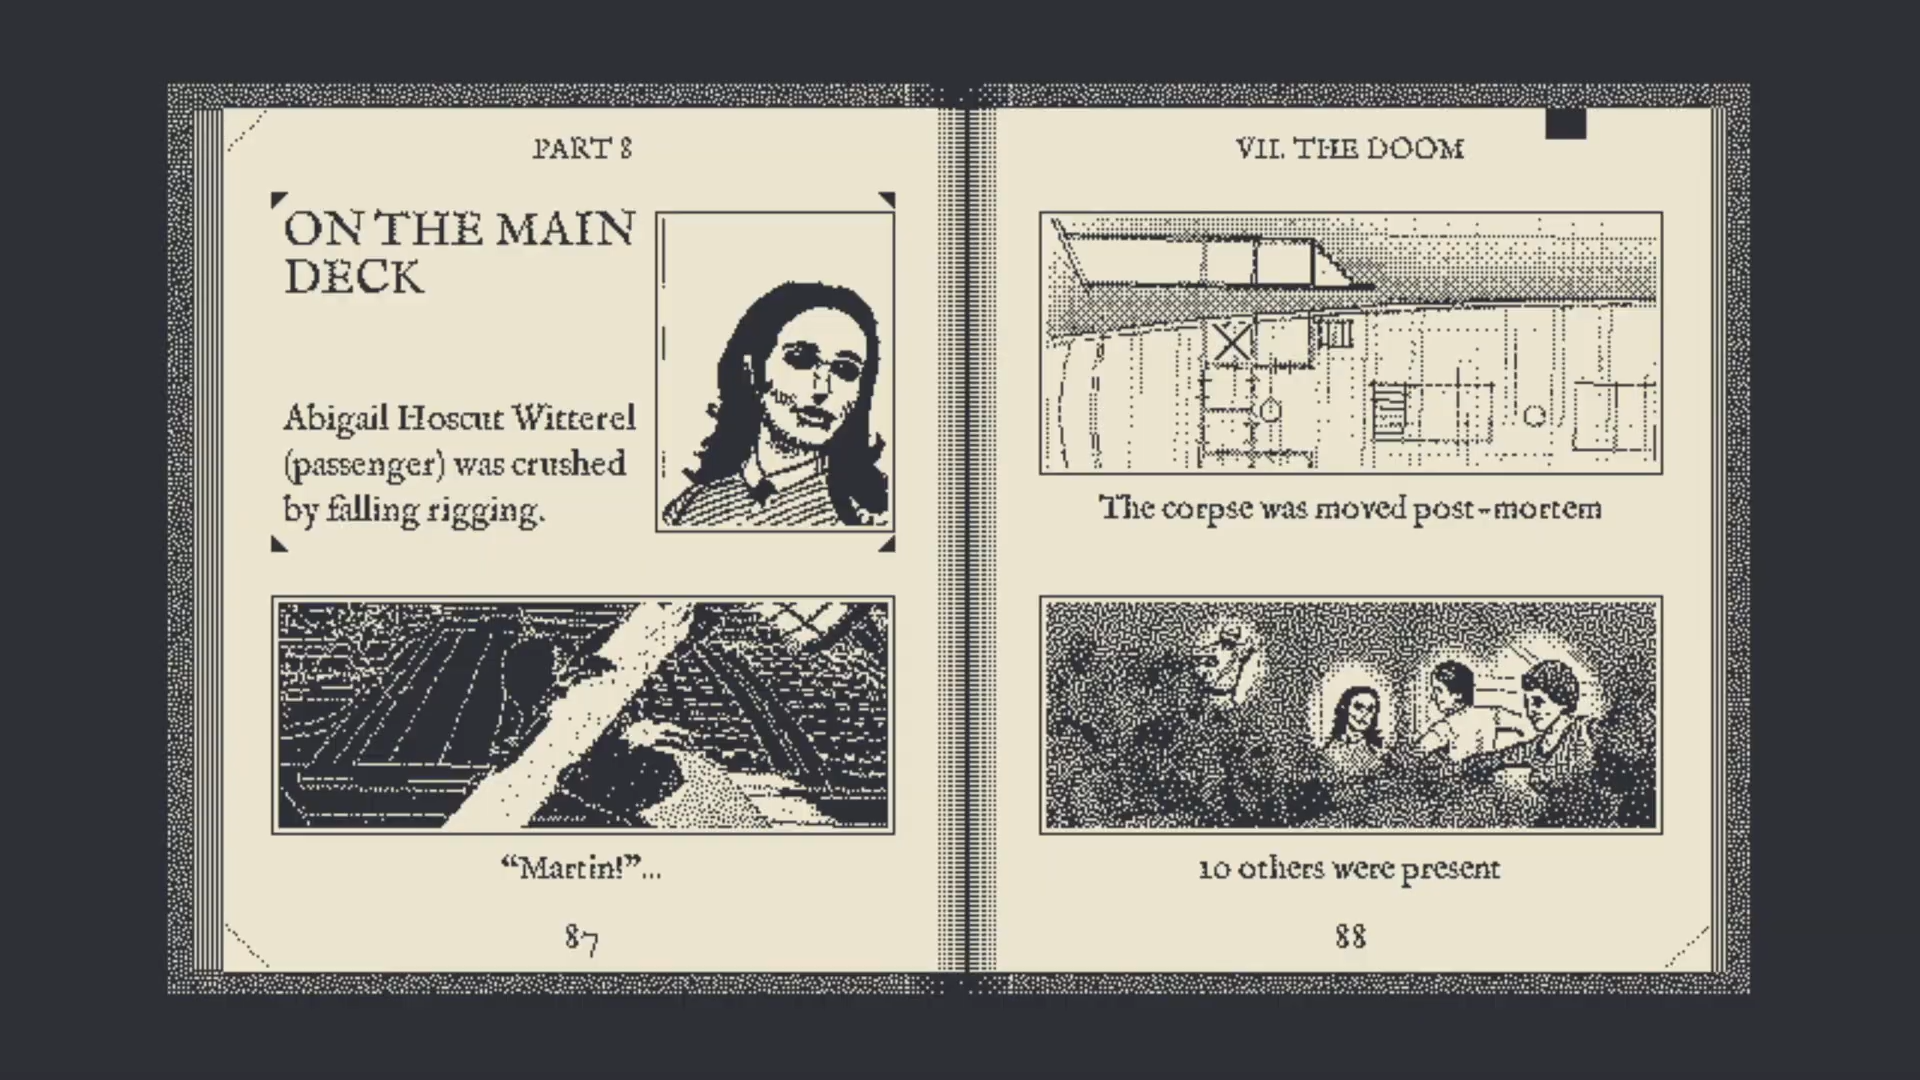 PART 8
ON THE MAIN
DECK
Abigail Hoscut Witterel
(passenger) was crushed
by falling rigging.
“Martin!”...
87
VII. THE DOOM
The corpse was moved post-mortem
10 others were present
88